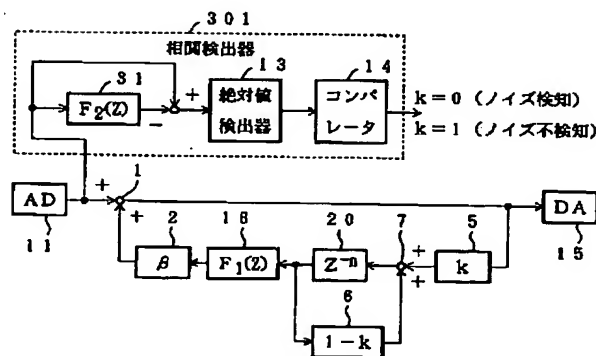 301
相関検出器
31
F₂(Z)
+
−
13
絶対値
検出器
14
コンパ
レータ
k=0 (ノイズ検知)
k=1 (ノイズ不検知)
AD
11
+
1
+
2
β
18
F₁(Z)
20
Z⁻ⁿ
7
+
+
5
k
DA
15
6
1−k